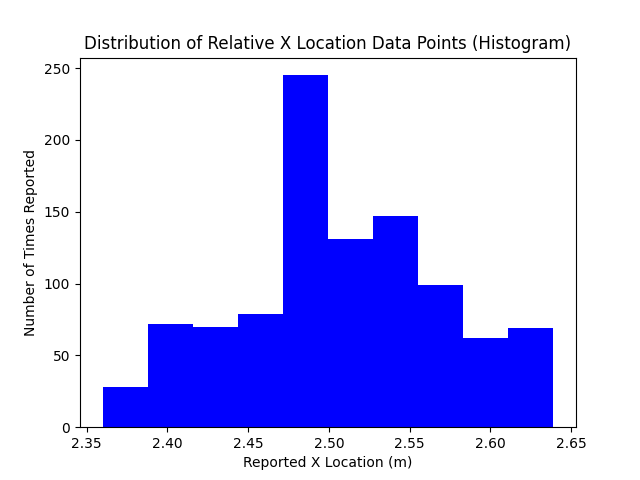 Distribution of Relative X Location Data Points (Histogram)
250
200
150
100
50
0
Number of Times Reported
2.35 2.40 2.45 2.50 2.55 2.60 2.65
Reported X Location (m)